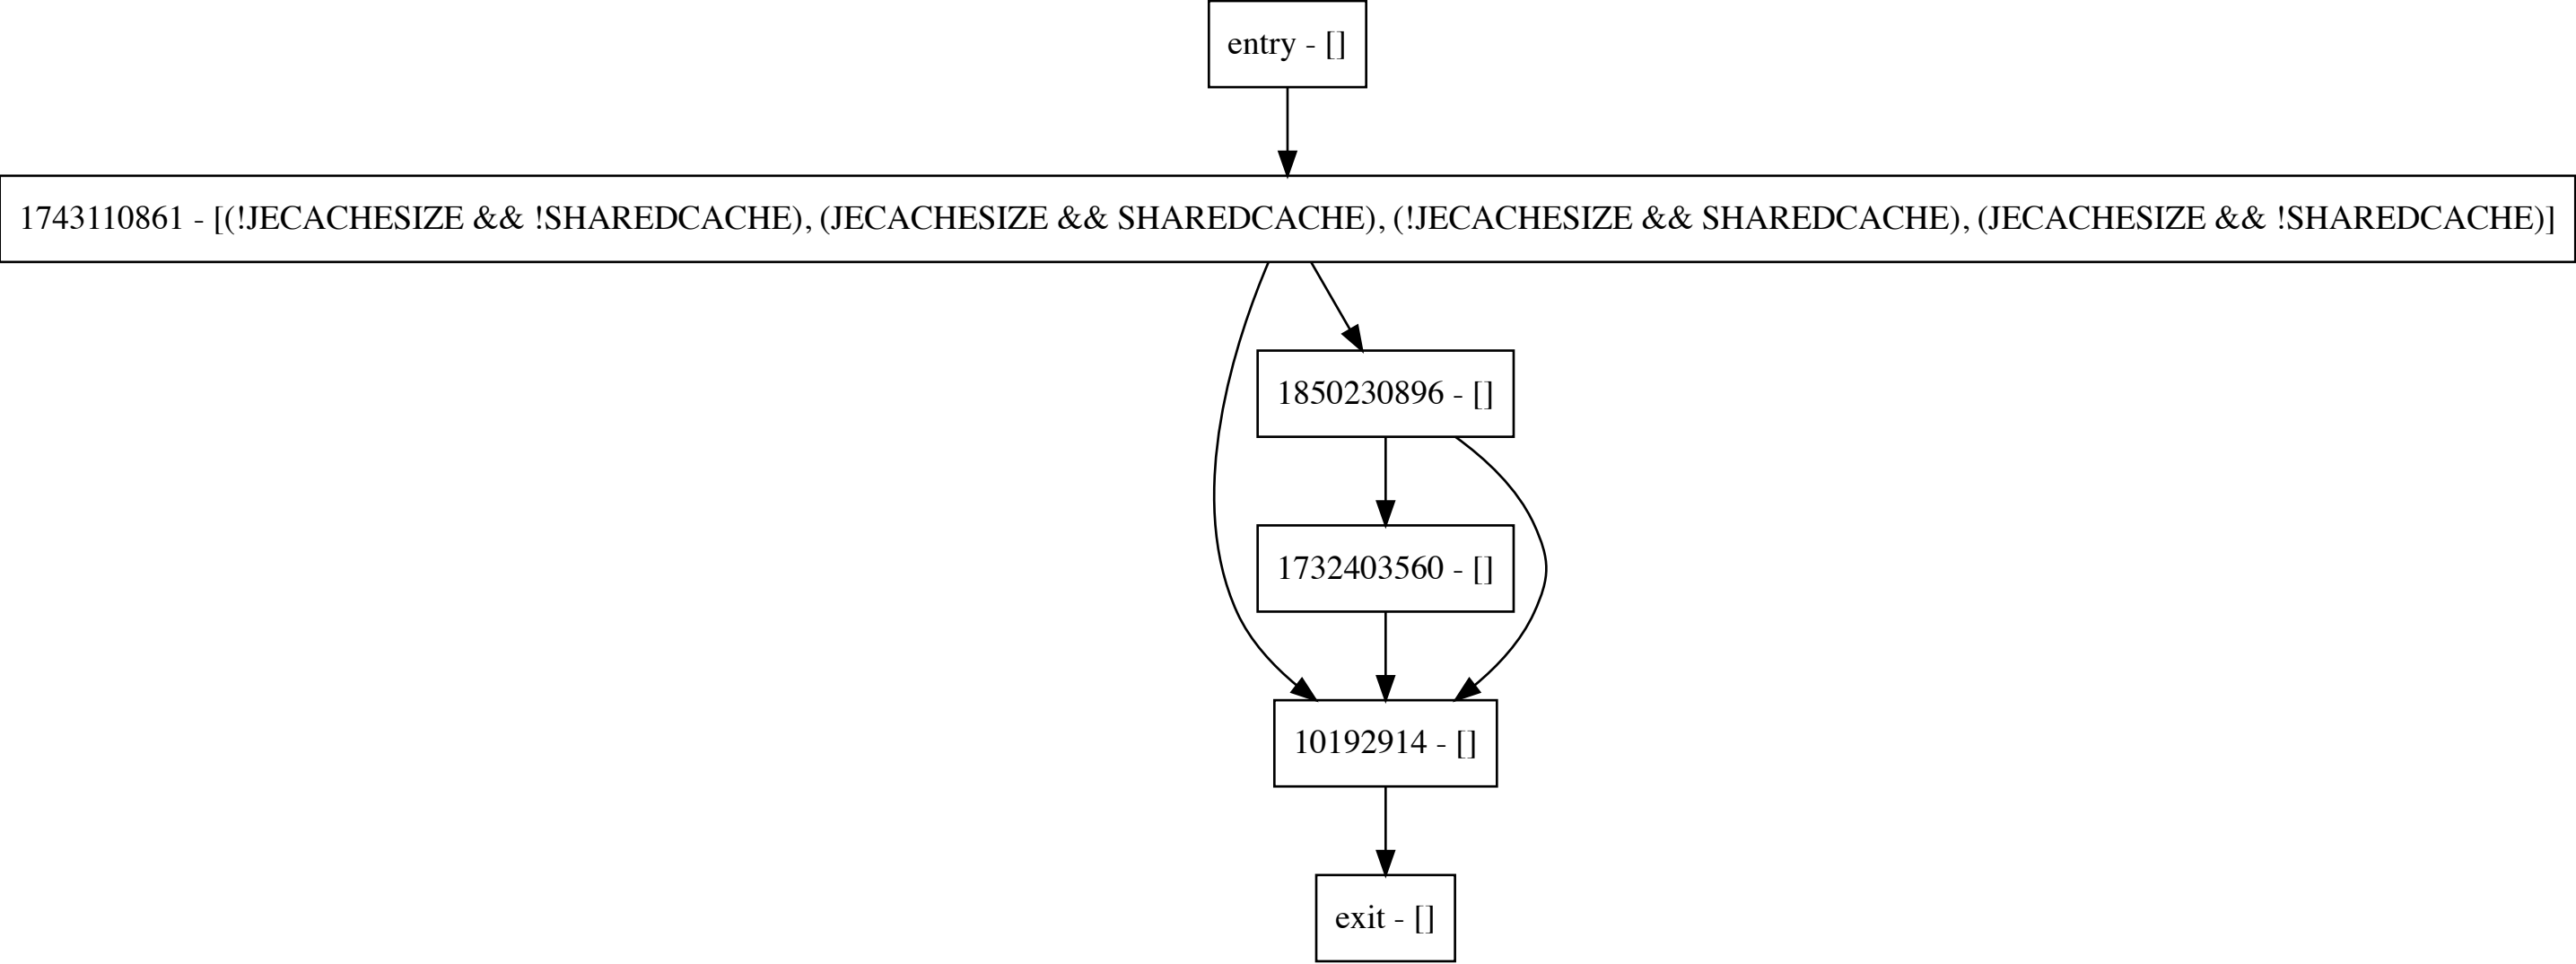 entry - []
1743110861 - [(!JECACHESIZE && !SHAREDCACHE), (JECACHESIZE && SHAREDCACHE), (!JECACHESIZE && SHAREDCACHE), (JECACHESIZE && !SHAREDCACHE)]
1850230896 - []
1732403560 - []
10192914 - []
exit - []